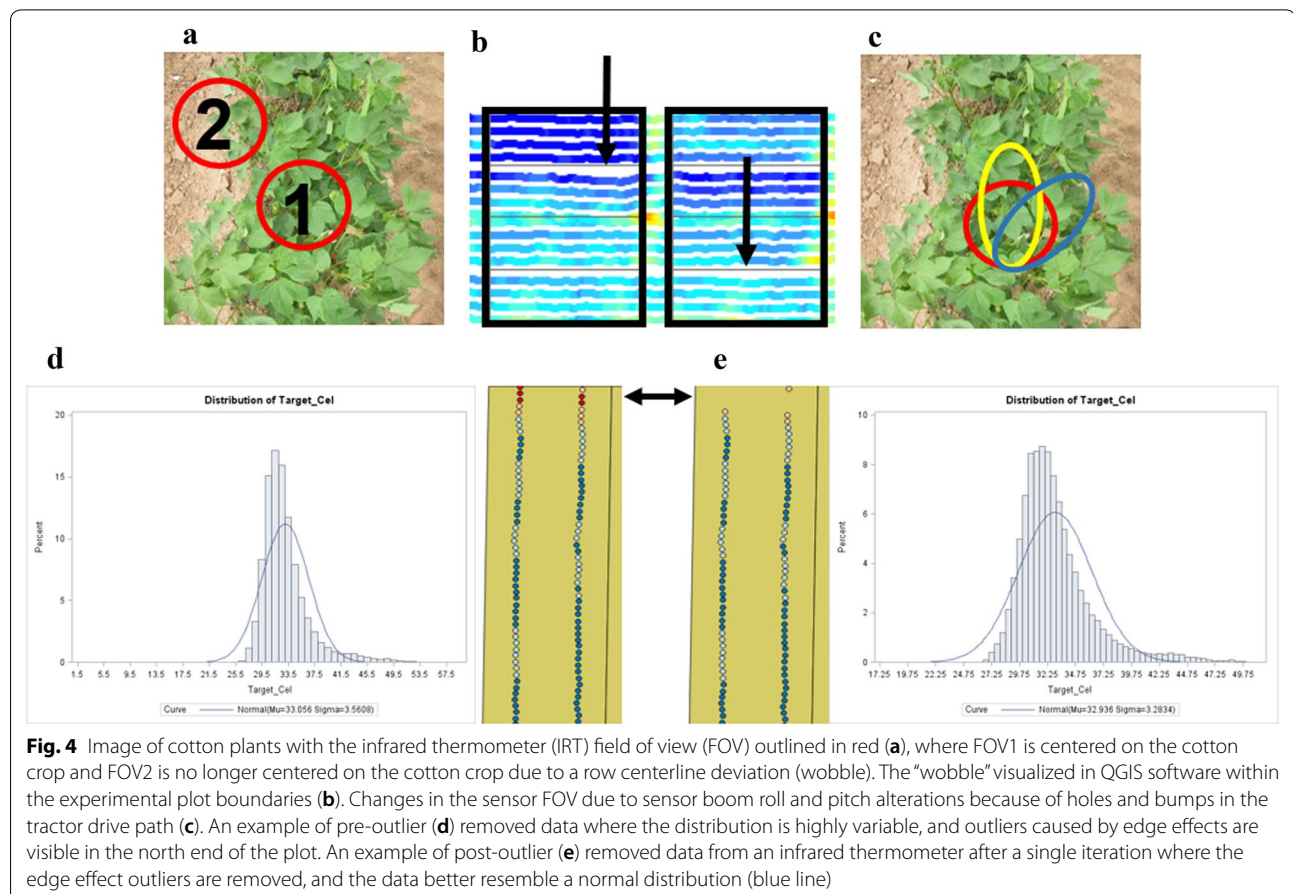 a
b
c
2
1
d
e
Distribution of Target_Cel
20
15
10
5
0
Percent
1.5 5.5 9.5 13.5 17.5 21.5 25.5 29.5 33.5 37.5 41.5 45.5 49.5 53.5 57.5
Target_Cel
Curve Normal(Mu=33.056 Sigma=3.5608)
Distribution of Target_Cel
10
8
6
4
2
0
Percent
17.25 19.75 22.25 24.75 27.25 29.75 32.25 34.75 37.25 39.75 42.25 44.75 47.25 49.75
Target_Cel
Curve Normal(Mu=32.936 Sigma=3.2834)
Fig. 4 Image of cotton plants with the infrared thermometer (IRT) field of view (FOV) outlined in red (a), where FOV1 is centered on the cotton
crop and FOV2 is no longer centered on the cotton crop due to a row centerline deviation (wobble). The “wobble” visualized in QGIS software within
the experimental plot boundaries (b). Changes in the sensor FOV due to sensor boom roll and pitch alterations because of holes and bumps in the
tractor drive path (c). An example of pre-outlier (d) removed data where the distribution is highly variable, and outliers caused by edge effects are
visible in the north end of the plot. An example of post-outlier (e) removed data from an infrared thermometer after a single iteration where the
edge effect outliers are removed, and the data better resemble a normal distribution (blue line)